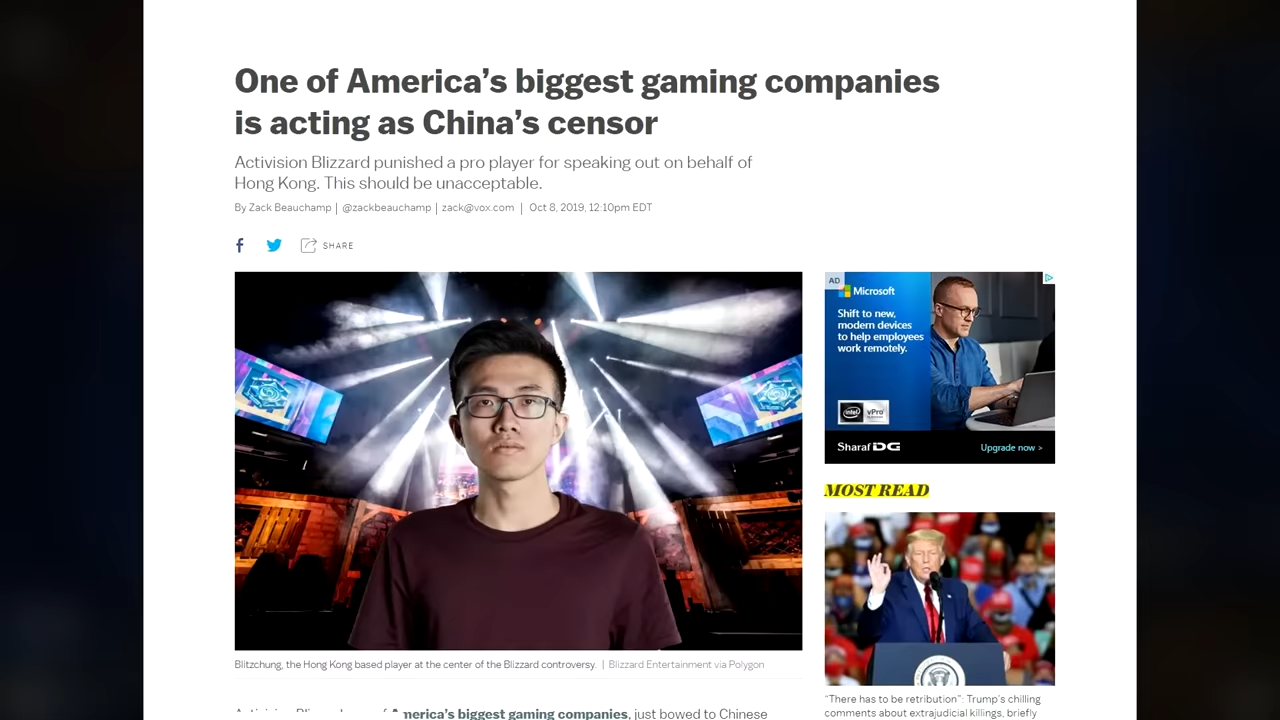 One of America's biggest gaming companies
is acting as China's censor
Activision Blizzard punished a pro player for speaking out on behalf of
Hong Kong. This should be unacceptable.
By Zack Beauchamp | @zackbeauchamp | zack@vox.com | Oct 8, 2019, 12:10pm EDT
SHARE
AD
Microsoft
Shift to new,
modern devices
to help employees
work remotely.
intel vPro
Sharaf DG
Upgrade now >
MOST READ
Blitzchung, the Hong Kong based player at the center of the Blizzard controversy. | Blizzard Entertainment via Polygon
"There has to be retribution": Trump's chilling
comments about extrajudicial killings, briefly
America's biggest gaming companies, just bowed to Chinese